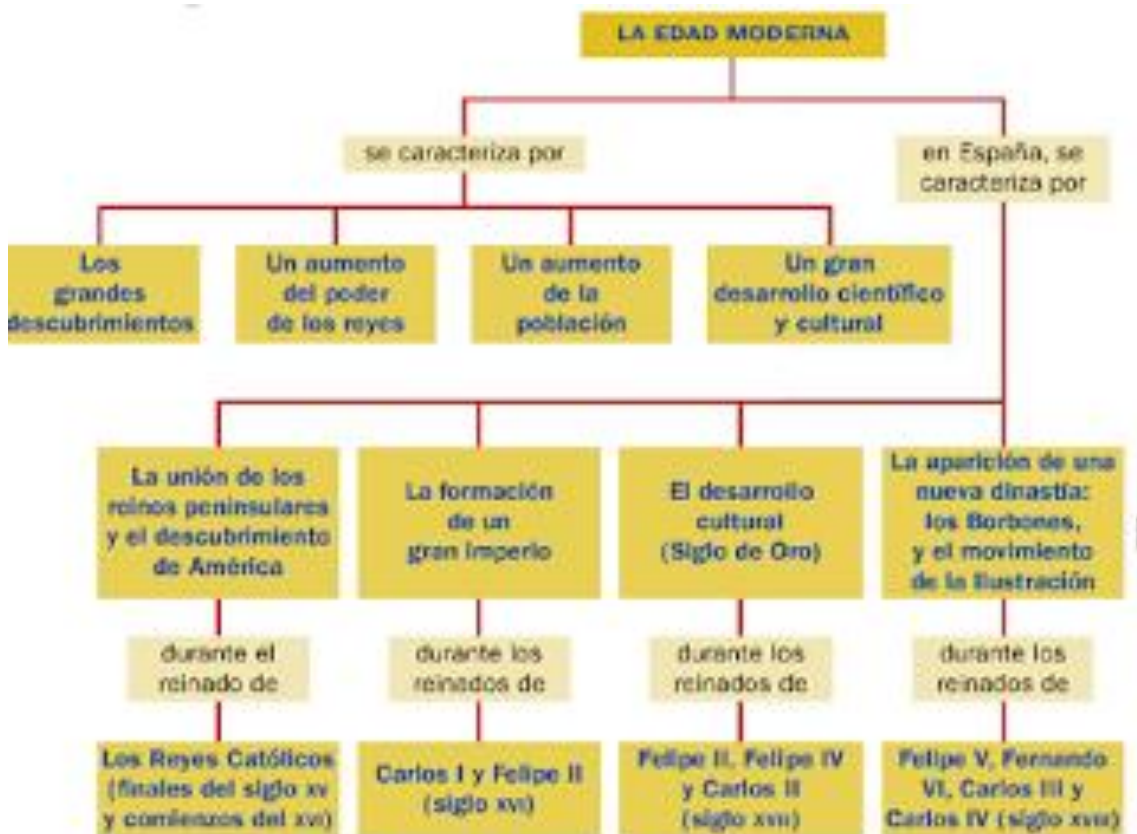 LA EDAD MODERNA
se caracteriza por
en España, se
caracteriza por
Los
grandes
descubrimientos
Un aumento
del poder
de los reyes
Un aumento
de la
población
Un gran
desarrollo científico
y cultural
La unión de los
reinos peninsulares
y el descubrimiento
de América
La formación
de un
gran imperio
El desarrollo
cultural
(Siglo de Oro)
La aparición de una
nueva dinastía:
los Borbones,
y el movimiento
de la Ilustración
durante el
reinado de
durante los
reinados de
durante los
reinados de
durante los
reinados de
Los Reyes Católicos
(finales del siglo XV
y comienzos del XVI)
Carlos I y Felipe II
(siglo XVI)
Felipe II, Felipe IV
y Carlos II
(siglo XVII)
Felipe V, Fernando
VI, Carlos III y
Carlos IV (siglo XVIII)